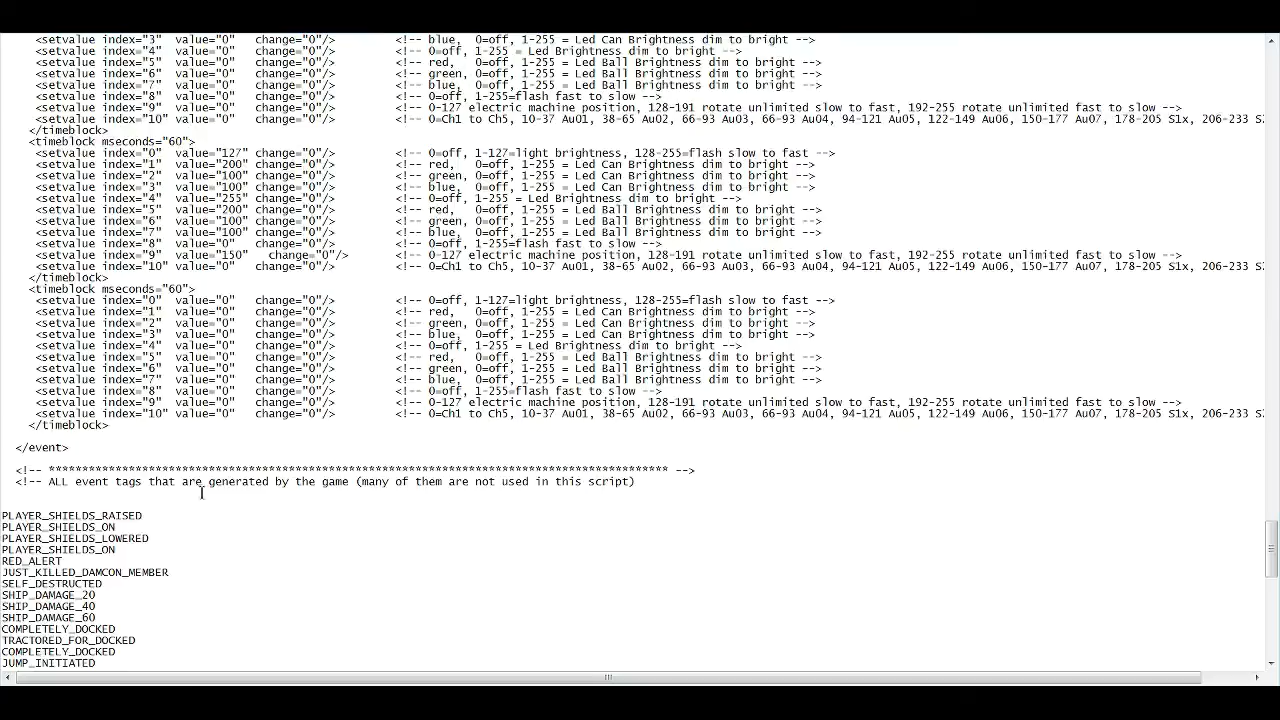 <setvalue index="3" value="0" change="0"/> <!-- blue, 0=off, 1-255 = Led Can Brightness dim to bright -->
<setvalue index="4" value="0" change="0"/> <!-- 0=off, 1-255 = Led Brightness dim to bright -->
<setvalue index="5" value="0" change="0"/> <!-- red, 0=off, 1-255 = Led Ball Brightness dim to bright -->
<setvalue index="6" value="0" change="0"/> <!-- green, 0=off, 1-255 = Led Ball Brightness dim to bright -->
<setvalue index="7" value="0" change="0"/> <!-- blue, 0=off, 1-255 = Led Ball Brightness dim to bright -->
<setvalue index="8" value="0" change="0"/> <!-- 0=off, 1-255=flash fast to slow -->
<setvalue index="9" value="0" change="0"/> <!-- 0-127 electric machine position, 128-191 rotate unlimited slow to fast, 192-255 rotate unlimited fast to slow -->
<setvalue index="10" value="0" change="0"/> <!-- 0=Ch1 to Ch5, 10-37 Au01, 38-65 Au02, 66-93 Au03, 66-93 Au04, 94-121 Au05, 122-149 Au06, 150-177 Au07, 178-205 S1x, 206-233 S2
</timeblock>
<timeblock mseconds="60">
<setvalue index="0" value="127" change="0"/> <!-- 0=off, 1-127=light brightness, 128-255=flash slow to fast -->
<setvalue index="1" value="200" change="0"/> <!-- red, 0=off, 1-255 = Led Can Brightness dim to bright -->
<setvalue index="2" value="100" change="0"/> <!-- green, 0=off, 1-255 = Led Can Brightness dim to bright -->
<setvalue index="3" value="100" change="0"/> <!-- blue, 0=off, 1-255 = Led Can Brightness dim to bright -->
<setvalue index="4" value="255" change="0"/> <!-- 0=off, 1-255 = Led Brightness dim to bright -->
<setvalue index="5" value="200" change="0"/> <!-- red, 0=off, 1-255 = Led Ball Brightness dim to bright -->
<setvalue index="6" value="100" change="0"/> <!-- green, 0=off, 1-255 = Led Ball Brightness dim to bright -->
<setvalue index="7" value="100" change="0"/> <!-- blue, 0=off, 1-255 = Led Ball Brightness dim to bright -->
<setvalue index="8" value="0" change="0"/> <!-- 0=off, 1-255=flash fast to slow -->
<setvalue index="9" value="150" change="0"/> <!-- 0-127 electric machine position, 128-191 rotate unlimited slow to fast, 192-255 rotate unlimited fast to slow -->
<setvalue index="10" value="0" change="0"/> <!-- 0=Ch1 to Ch5, 10-37 Au01, 38-65 Au02, 66-93 Au03, 66-93 Au04, 94-121 Au05, 122-149 Au06, 150-177 Au07, 178-205 S1x, 206-233 S2
</timeblock>
<timeblock mseconds="60">
<setvalue index="0" value="0" change="0"/> <!-- 0=off, 1-127=light brightness, 128-255=flash slow to fast -->
<setvalue index="1" value="0" change="0"/> <!-- red, 0=off, 1-255 = Led Can Brightness dim to bright -->
<setvalue index="2" value="0" change="0"/> <!-- green, 0=off, 1-255 = Led Can Brightness dim to bright -->
<setvalue index="3" value="0" change="0"/> <!-- blue, 0=off, 1-255 = Led Can Brightness dim to bright -->
<setvalue index="4" value="0" change="0"/> <!-- 0=off, 1-255 = Led Brightness dim to bright -->
<setvalue index="5" value="0" change="0"/> <!-- red, 0=off, 1-255 = Led Ball Brightness dim to bright -->
<setvalue index="6" value="0" change="0"/> <!-- green, 0=off, 1-255 = Led Ball Brightness dim to bright -->
<setvalue index="7" value="0" change="0"/> <!-- blue, 0=off, 1-255 = Led Ball Brightness dim to bright -->
<setvalue index="8" value="0" change="0"/> <!-- 0=off, 1-255=flash fast to slow -->
<setvalue index="9" value="0" change="0"/> <!-- 0-127 electric machine position, 128-191 rotate unlimited slow to fast, 192-255 rotate unlimited fast to slow -->
<setvalue index="10" value="0" change="0"/> <!-- 0=Ch1 to Ch5, 10-37 Au01, 38-65 Au02, 66-93 Au03, 66-93 Au04, 94-121 Au05, 122-149 Au06, 150-177 Au07, 178-205 S1x, 206-233 S2
</timeblock>
</event>
<!-- ********************************************************************************************* -->
<!-- ALL event tags that are generated by the game (many of them are not used in this script)
PLAYER_SHIELDS_RAISED
PLAYER_SHIELDS_ON
PLAYER_SHIELDS_LOWERED
PLAYER_SHIELDS_ON
RED_ALERT
JUST_KILLED_DAMCON_MEMBER
SELF_DESTRUCTED
SHIP_DAMAGE_20
SHIP_DAMAGE_40
SHIP_DAMAGE_60
COMPLETELY_DOCKED
TRACTORED_FOR_DOCKED
COMPLETELY_DOCKED
JUMP_INITIATED